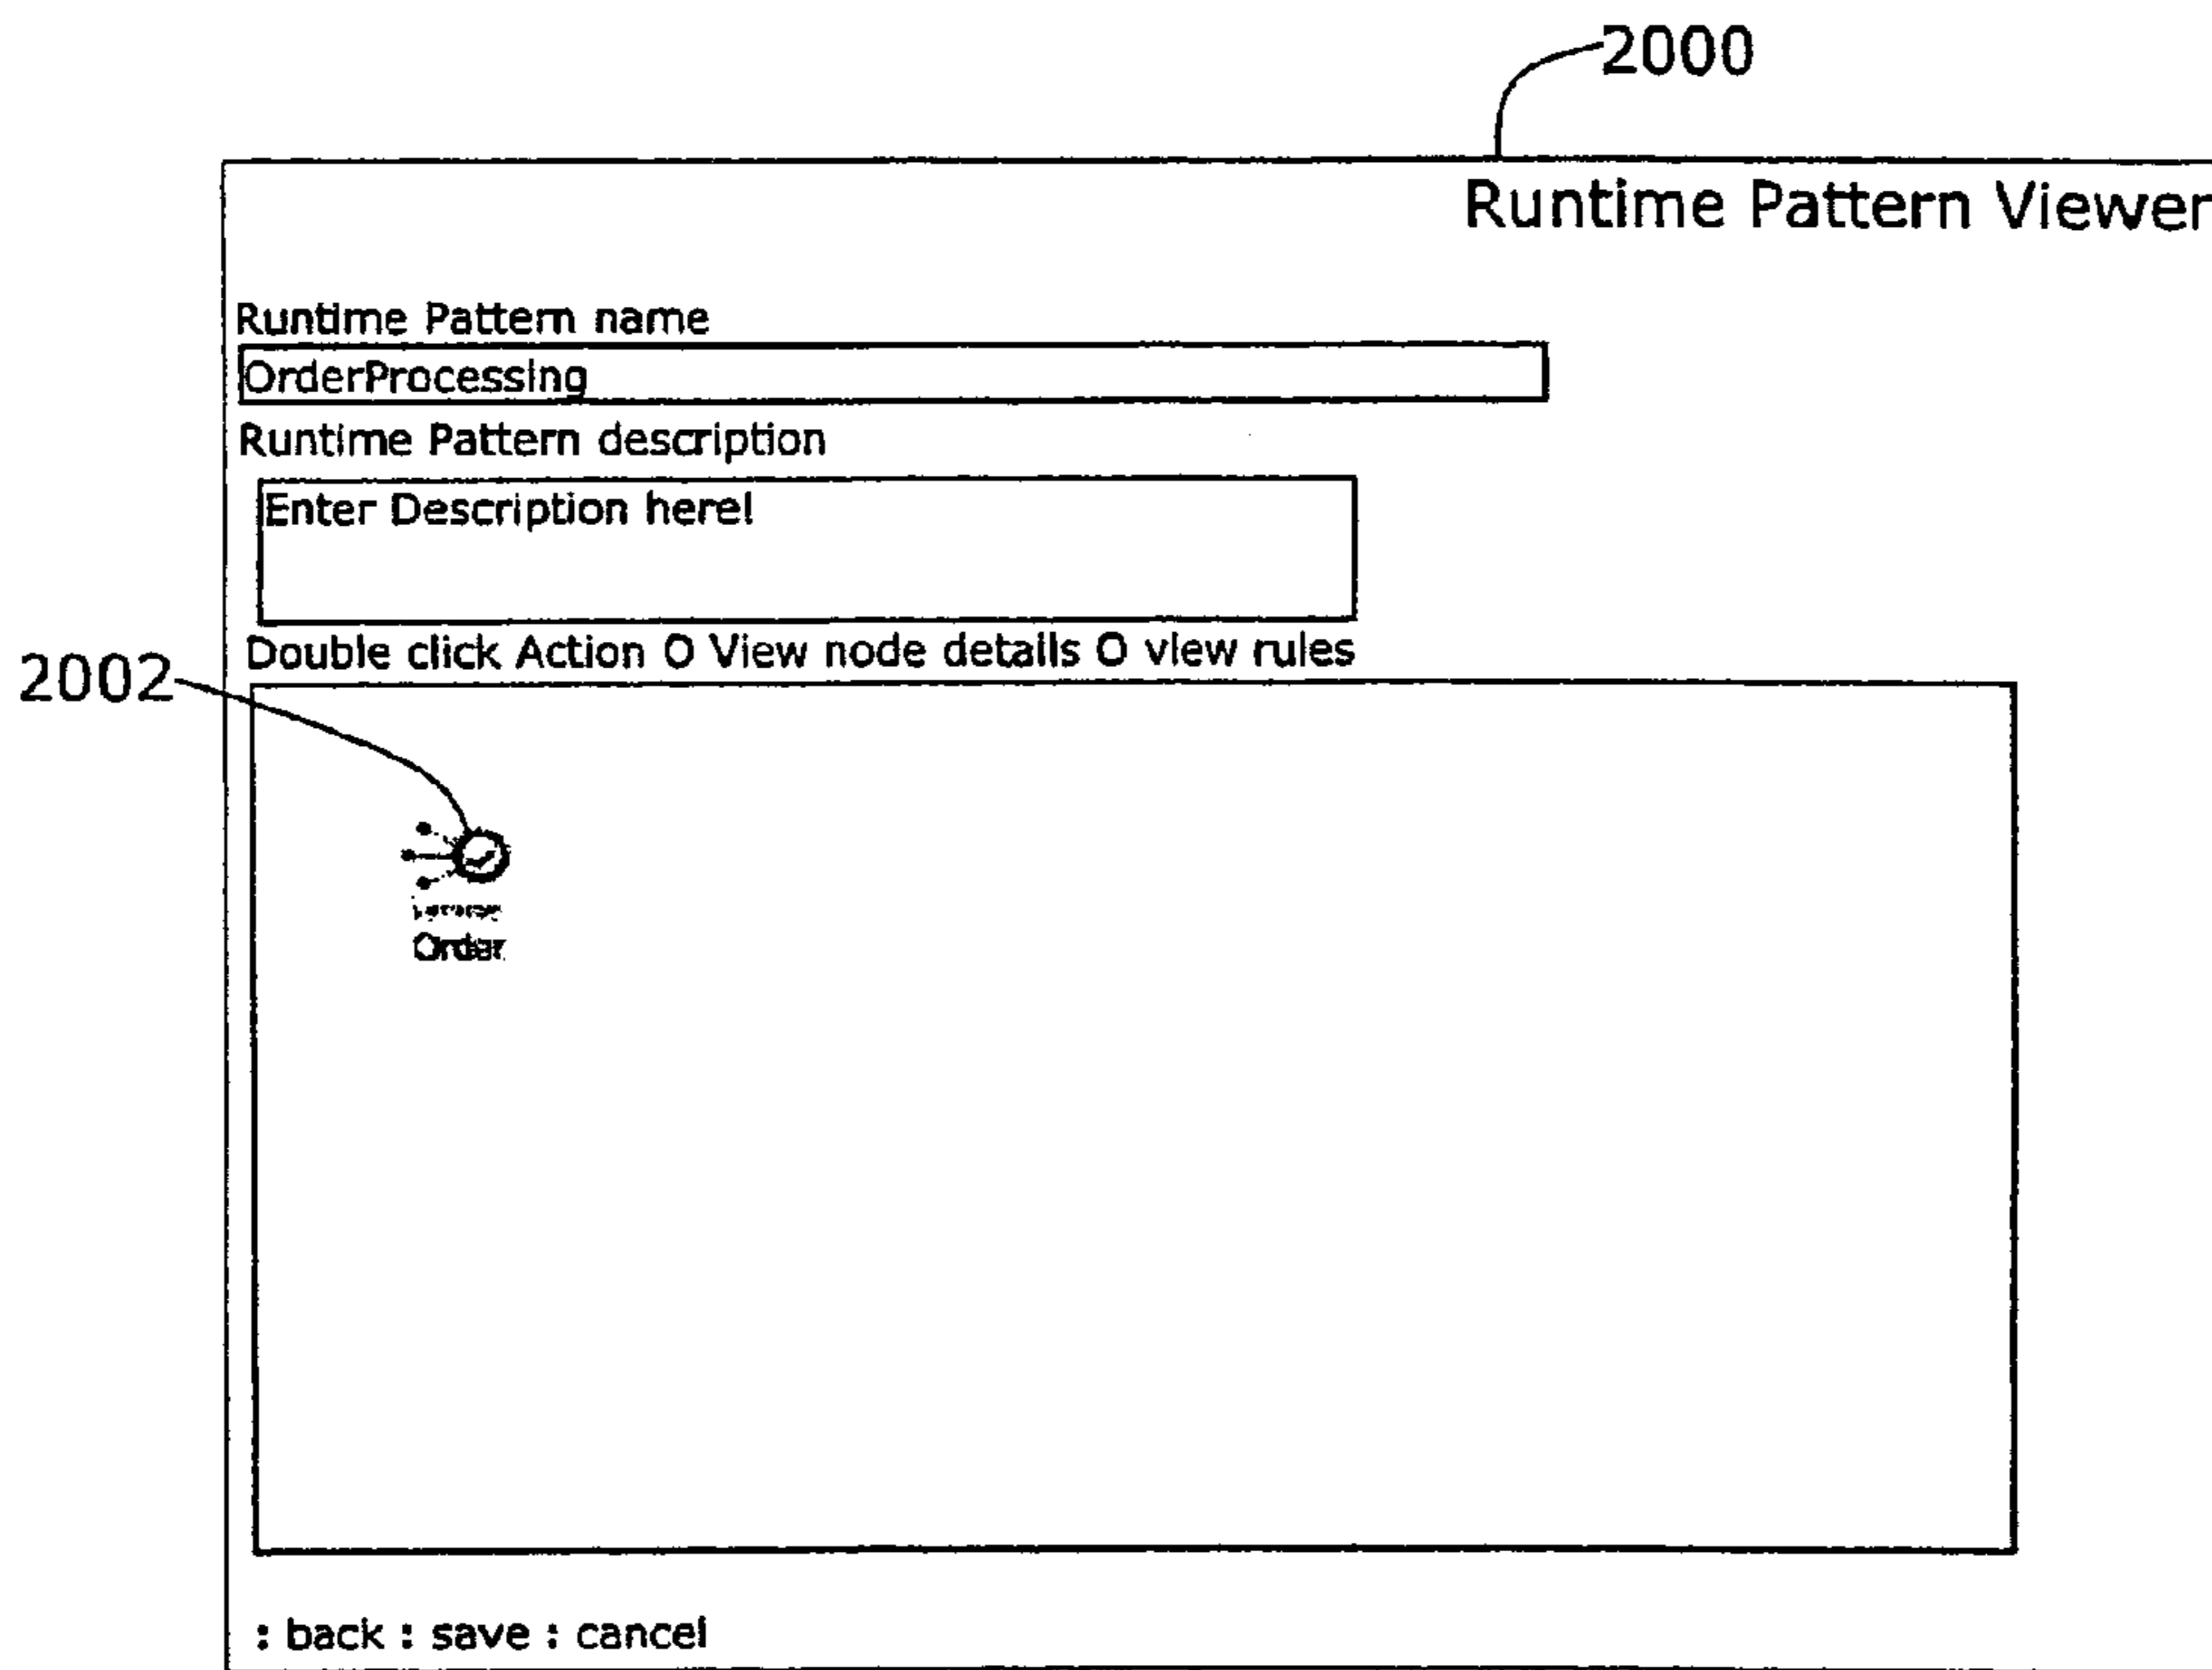 2000
Runtime Pattern Viewer
Runtime Pattern name
OrderProcessing
Runtime Pattern description
Enter Description here!
Double click Action O View node details O view rules
2002
Order
: back : save : cancel